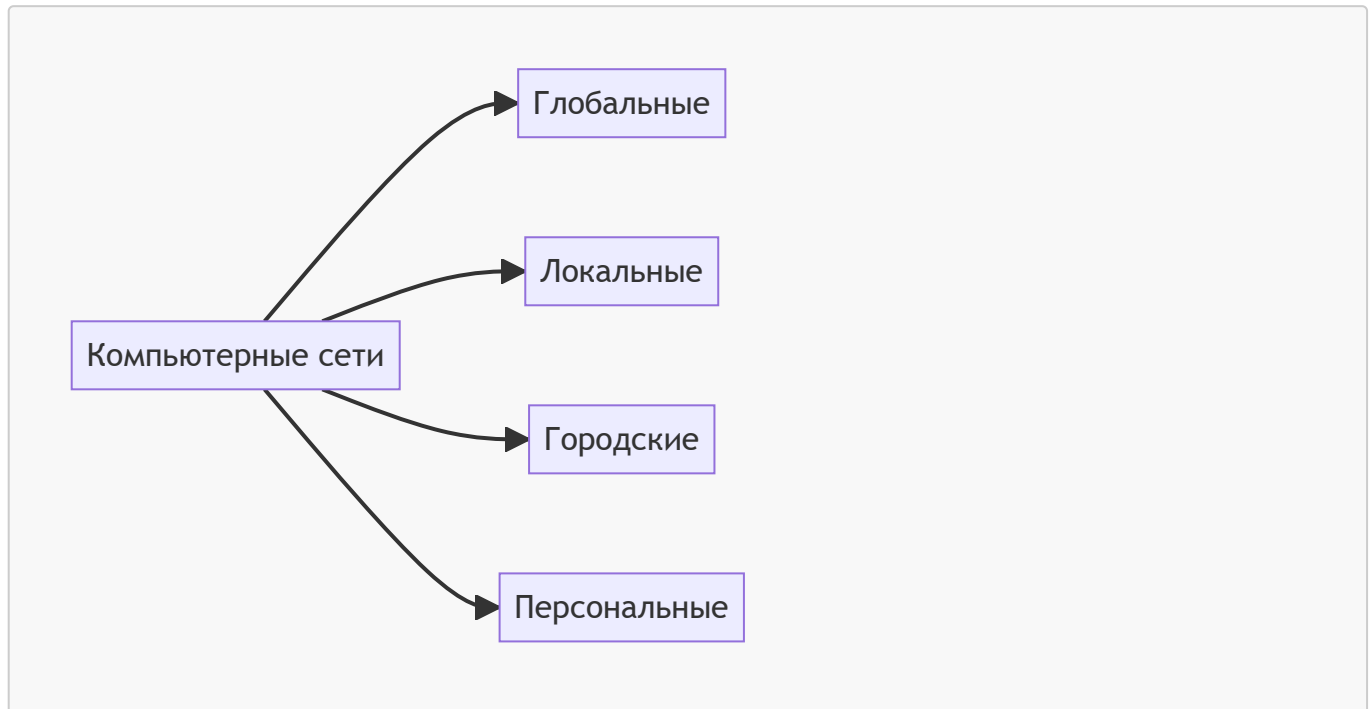 Глобальные
Локальные
Компьютерные сети
Городские
Персональные